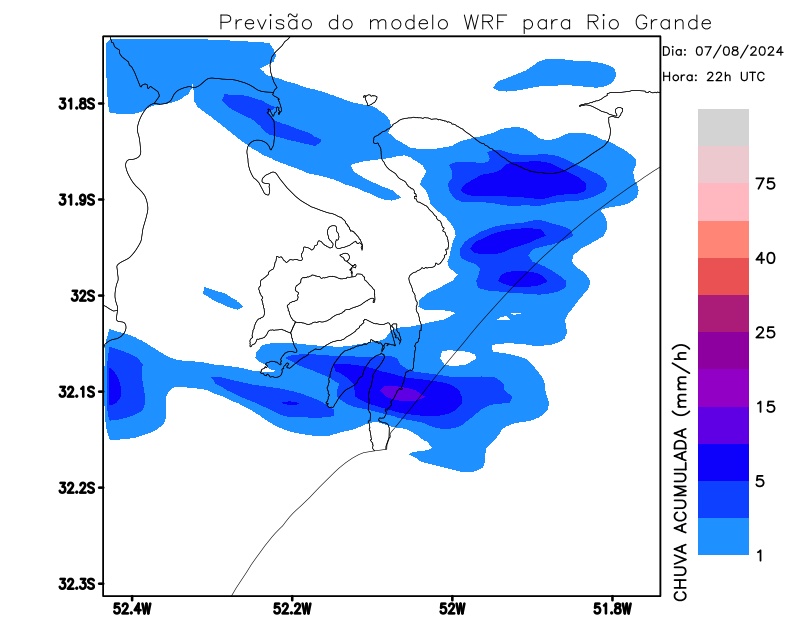 Previsão do modelo WRF para Rio Grande
Dia: 07/08/2024
Hora: 22h UTC
31.8S
31.9S
32S
32.1S
32.2S
32.3S
52.4W
52.2W
52W
51.8W
75
40
25
15
5
1
CHUVA ACUMULADA (mm/h)